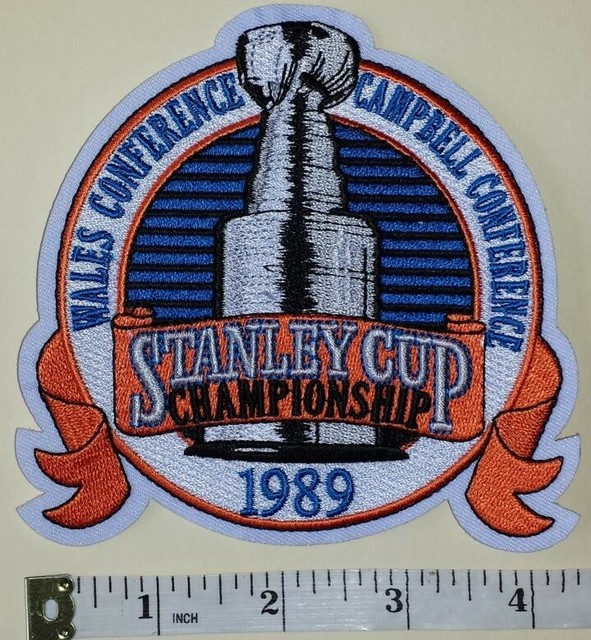 WALES CONFERENCE
CAMPBELL CONFERENCE
STANLEY CUP
CHAMPIONSHIP
1989
1 INCH 2 3 4